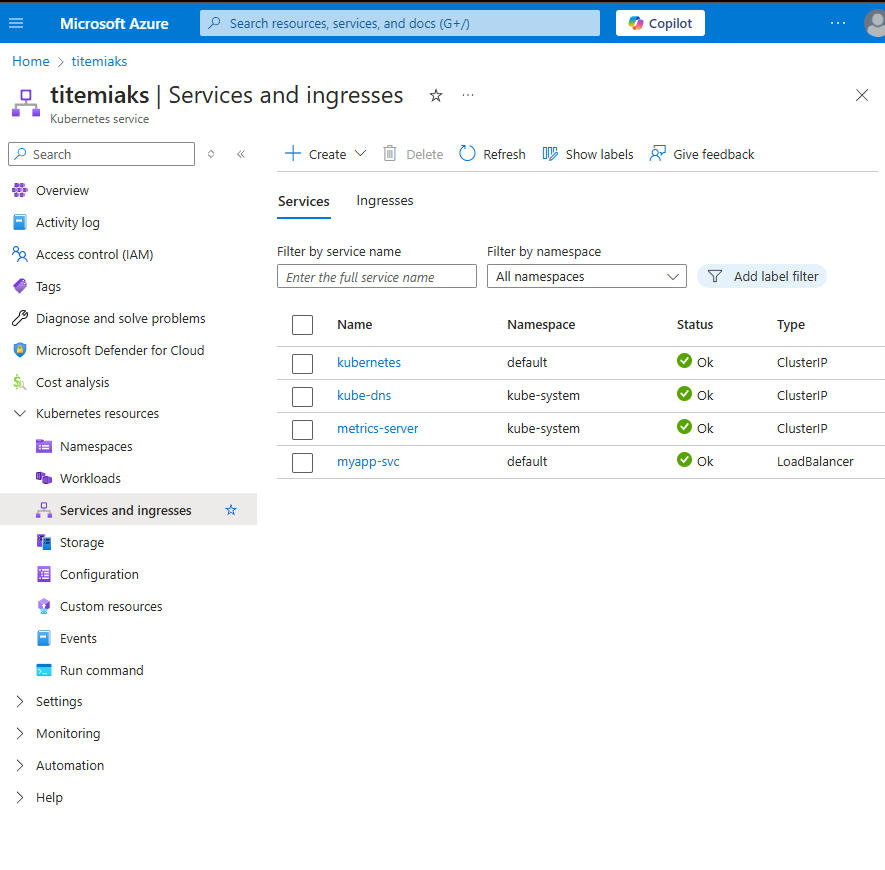 Microsoft Azure
Search resources, services, and docs (G+/)
Copilot
Home > titemiaks
titemiaks | Services and ingresses
Kubernetes service
Search
Overview
Activity log
Access control (IAM)
Tags
Diagnose and solve problems
Microsoft Defender for Cloud
Cost analysis
Kubernetes resources
Namespaces
Workloads
Services and ingresses
Storage
Configuration
Custom resources
Events
Run command
Settings
Monitoring
Automation
Help
Create Delete Refresh Show labels Give feedback
Services Ingresses
Filter by service name Filter by namespace
Enter the full service name All namespaces Add label filter
Name Namespace Status Type
kubernetes default Ok ClusterIP
kube-dns kube-system Ok ClusterIP
metrics-server kube-system Ok ClusterIP
myapp-svc default Ok LoadBalancer